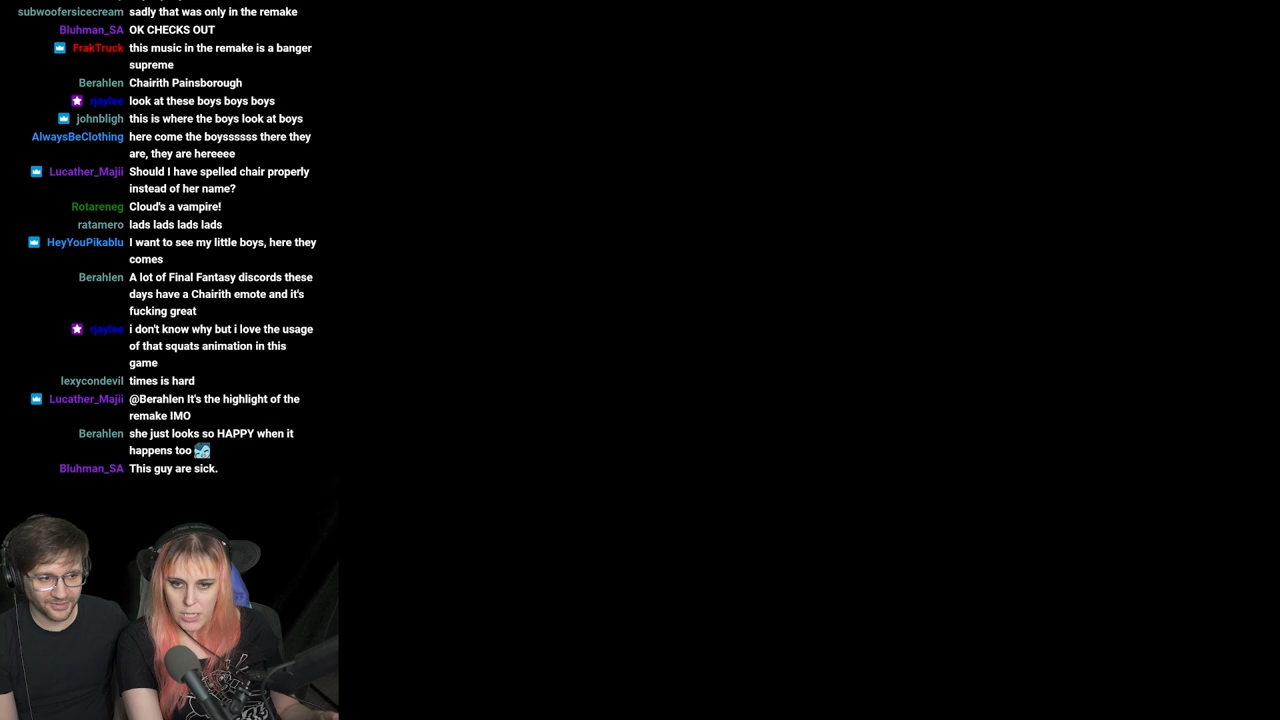 subwoofersicecream sadly that was only in the remake
Bluhman_SA OK CHECKS OUT
FrakTruck this music in the remake is a banger
supreme
Berahlen Chairith Painsborough
rjaylee look at these boys boys boys
johnbligh this is where the boys look at boys
AlwaysBeClothing here come the boyssssss there they
are, they are hereeee
Lucather_Majii Should I have spelled chair properly
instead of her name?
Rotareneg Cloud's a vampire!
ratamero lads lads lads lads
HeyYouPikablu I want to see my little boys, here they
comes
Berahlen A lot of Final Fantasy discords these
days have a Chairith emote and it's
fucking great
rjaylee i don't know why but i love the usage
of that squats animation in this
game
lexycondevil times is hard
Lucather_Majii @Berahlen It's the highlight of the
remake IMO
Berahlen she just looks so HAPPY when it
happens too
Bluhman_SA This guy are sick.